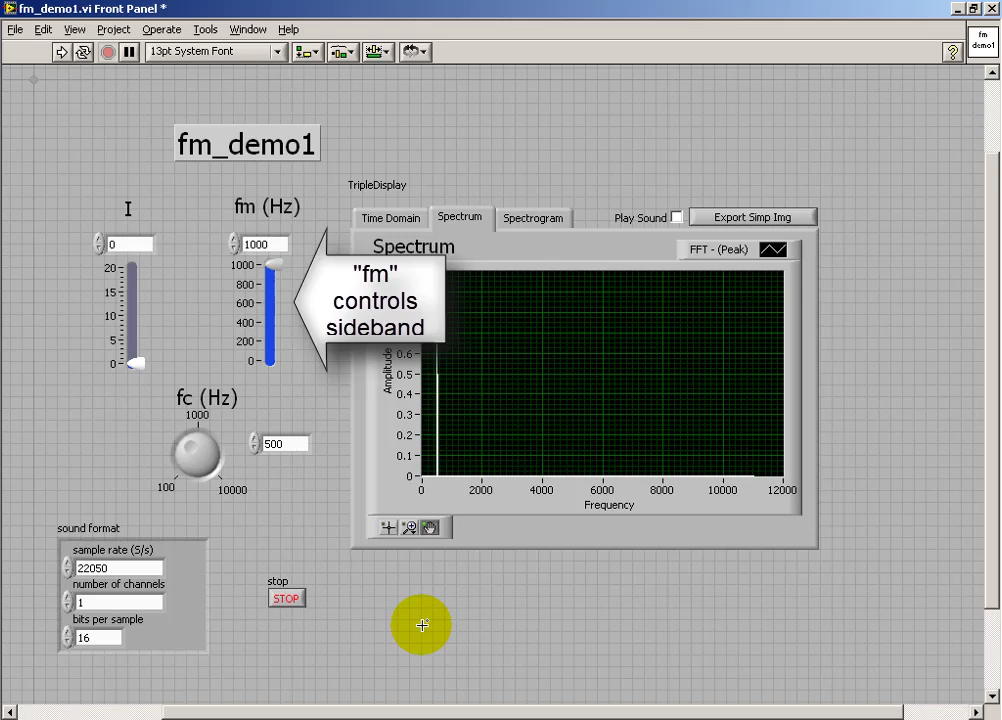 fm_demo1.vi Front Panel *
File Edit View Project Operate Tools Window Help
13pt System Font
fm
demo1
fm_demo1
TripleDisplay
I
fm (Hz)
Time Domain Spectrum Spectrogram Play Sound Export Simp Img
0
1000
Spectrum
FFT - (Peak)
20
15
10
5
0
1000
800
600
400
200
0
"fm"
controls
sideband
Amplitude
0.6
0.5
0.4
0.3
0.2
0.1
0
0 2000 4000 6000 8000 10000 12000
Frequency
fc (Hz)
1000
500
100
10000
sound format
sample rate (S/s)
22050
number of channels
1
bits per sample
16
stop
STOP